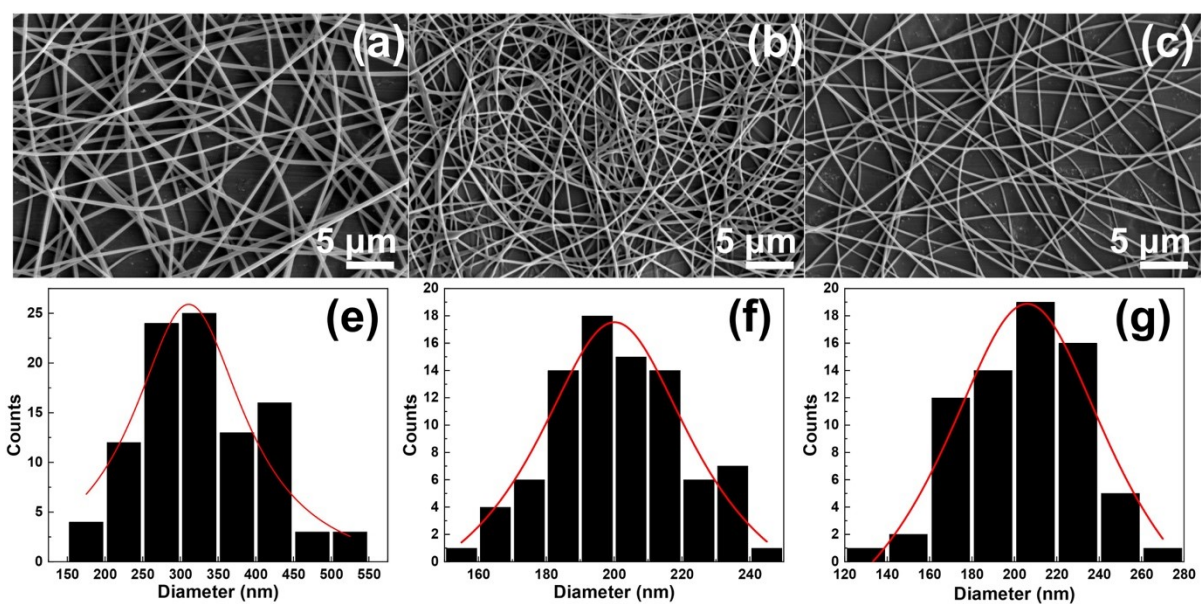 (a)
(b)
(c)
5 µm
5 µm
5 µm
(e)
(f)
(g)
Counts
25
20
15
10
5
0
150 200 250 300 350 400 450 500 550
Diameter (nm)
Counts
20
18
16
14
12
10
8
6
4
2
0
160 180 200 220 240
Diameter (nm)
Counts
20
18
16
14
12
10
8
6
4
2
0
120 140 160 180 200 220 240 260 280
Diameter (nm)